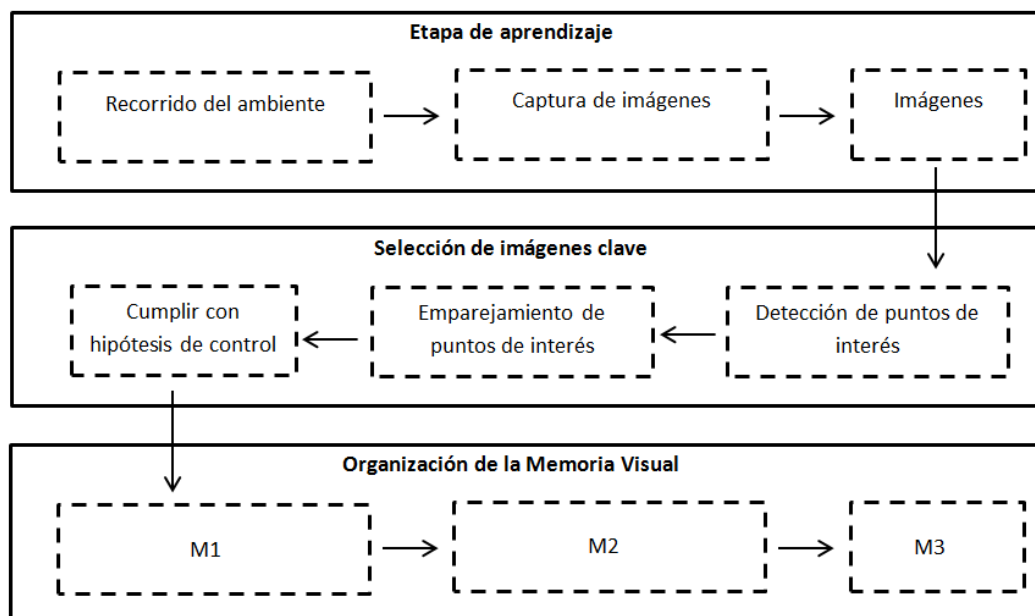 Etapa de aprendizaje
Recorrido del ambiente
Captura de imágenes
Imágenes
Selección de imágenes clave
Cumplir con
hipótesis de control
Emparejamiento de
puntos de interés
Detección de puntos de
interés
Organización de la Memoria Visual
M1
M2
M3